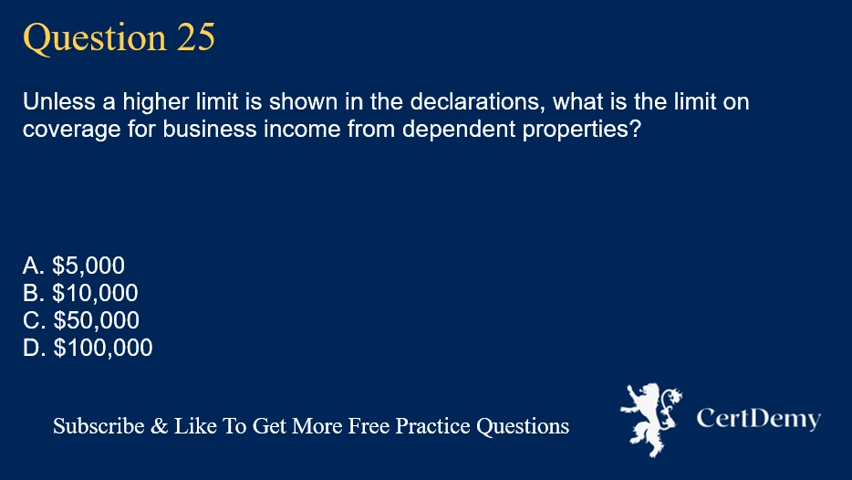 Question 25
Unless a higher limit is shown in the declarations, what is the limit on
coverage for business income from dependent properties?
A. $5,000
B. $10,000
C. $50,000
D. $100,000
Subscribe & Like To Get More Free Practice Questions
CertDemy